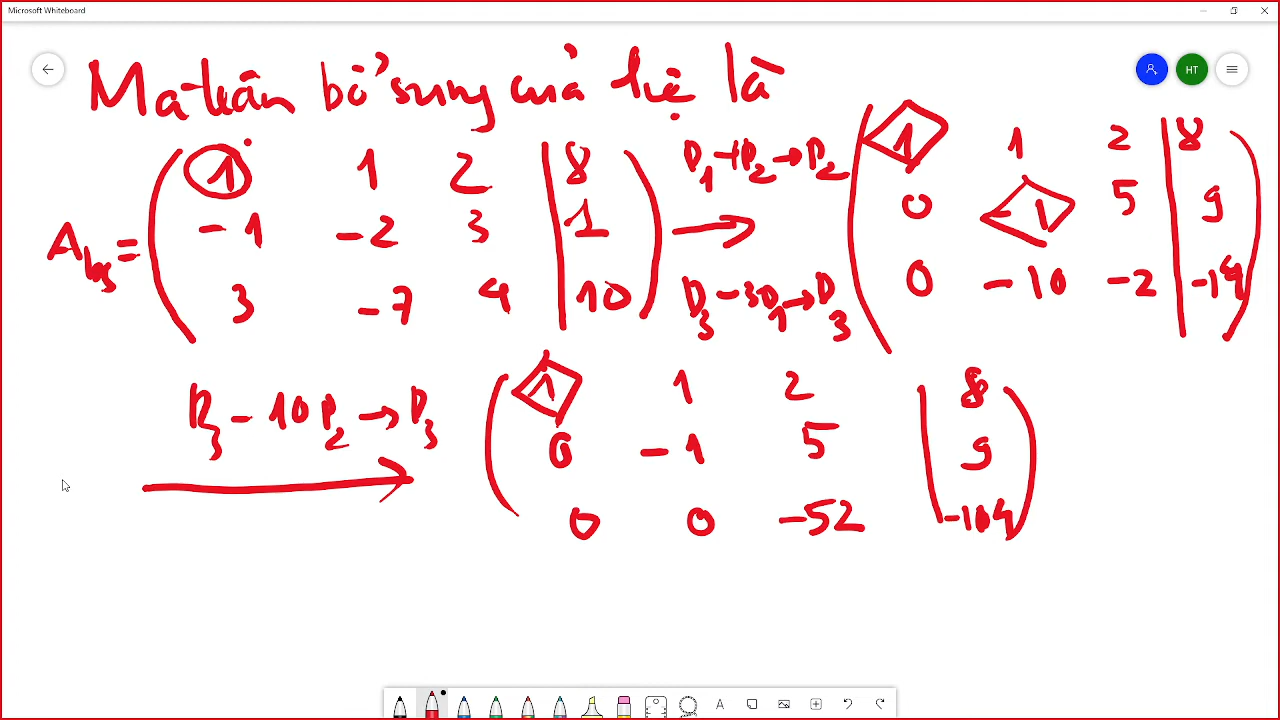 Microsoft Whiteboard
HT
Ma trận bổ sung của hệ là
A_bs = ( 1 1 2 | 8 ) D1 + D2 → D2 ( 1 1 2 | 8 )
( -1 -2 3 | 1 ) → ( 0 -1 5 | 9 )
( 3 -7 4 | 10 ) D3 - 3D1 → D3 ( 0 -10 -2 | -14 )
D3 - 10D2 → D3 ( 1 1 2 | 8 )
→ ( 0 -1 5 | 9 )
( 0 0 -52 | -104 )
A